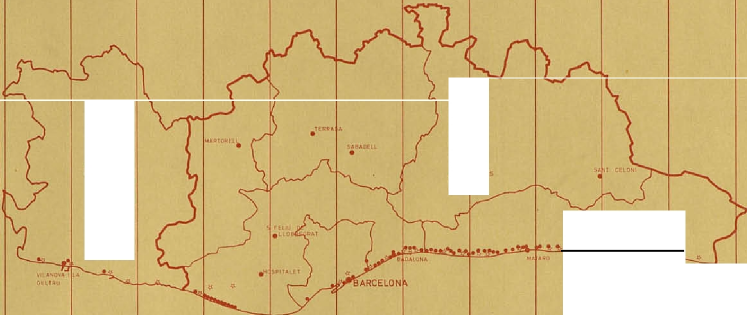 TERRASA
MARTORELL
SABADELL
SANT CELONI
S. FELIU DE
LLOBREGAT
HOSPITALET
BADALONA
MATARO
VILANOVA I LA
GELTRU
BARCELONA